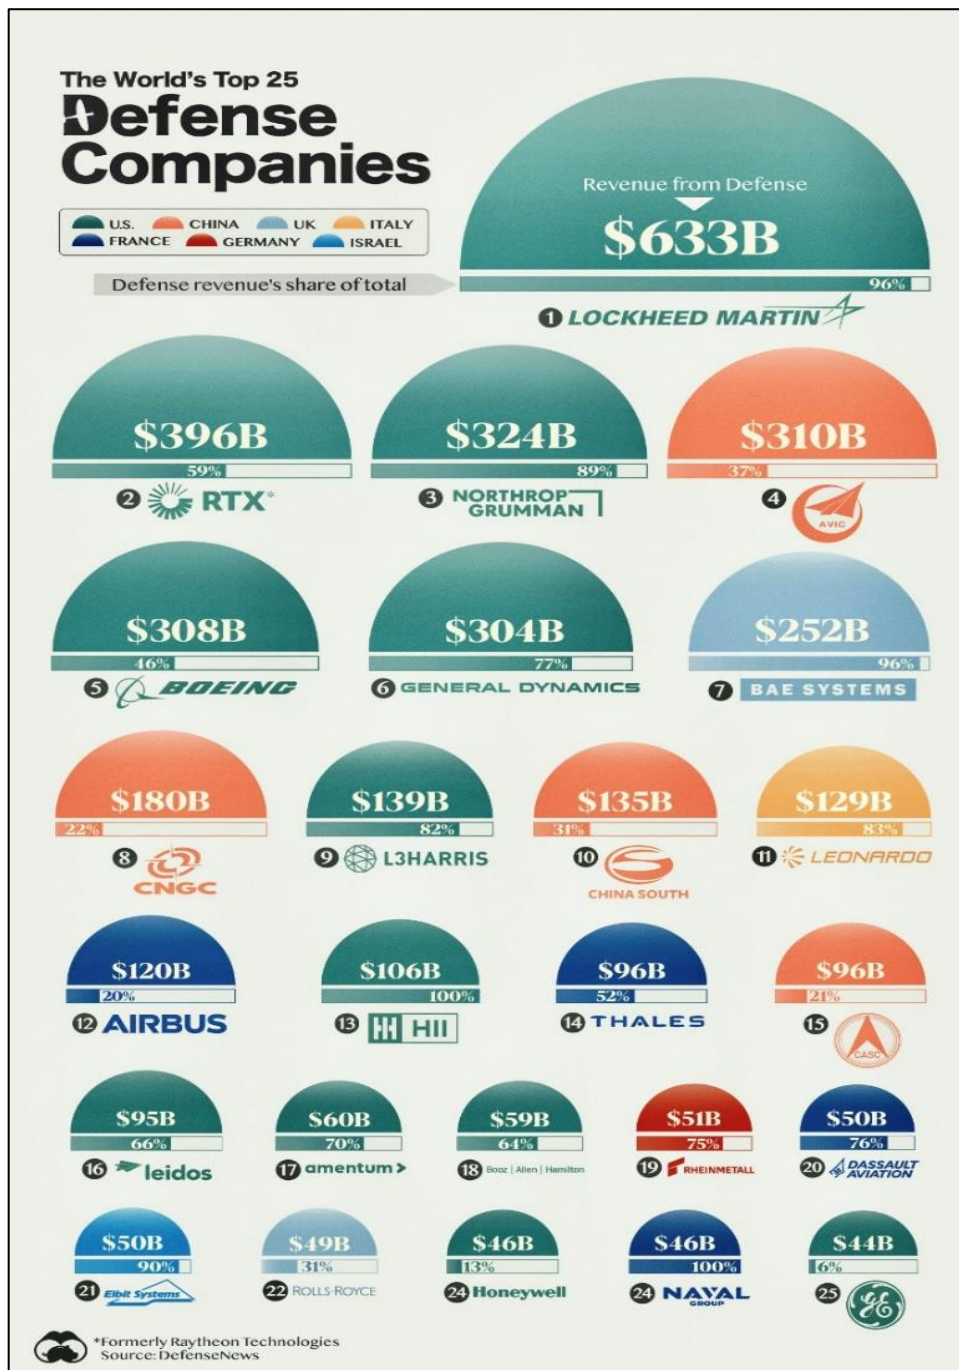 The World's Top 25
Defense
Companies
U.S. CHINA UK ITALY
FRANCE GERMANY ISRAEL
Revenue from Defense
$633B
Defense revenue's share of total
96%
1 LOCKHEED MARTIN
$396B $324B $310B
59% 89% 37%
2 RTX* 3 NORTHROP GRUMMAN 4 AVIC
$308B $304B $252B
46% 77% 96%
5 BOEING 6 GENERAL DYNAMICS 7 BAE SYSTEMS
$180B $139B $135B $129B
22% 82% 31% 83%
8 CNGC 9 L3HARRIS 10 CHINA SOUTH 11 LEONARDO
$120B $106B $96B $96B
20% 100% 52% 21%
12 AIRBUS 13 HII 14 THALES 15 CASC
$95B $60B $59B $51B $50B
66% 70% 64% 75% 76%
16 leidos 17 amentum 18 Booz | Allen | Hamilton 19 RHEINMETALL 20 DASSAULT AVIATION
$50B $49B $46B $46B $44B
90% 31% 13% 100% 6%
21 Elbit Systems 22 ROLLS-ROYCE 24 Honeywell 24 NAVAL GROUP 25 GE
*Formerly Raytheon Technologies
Source: DefenseNews